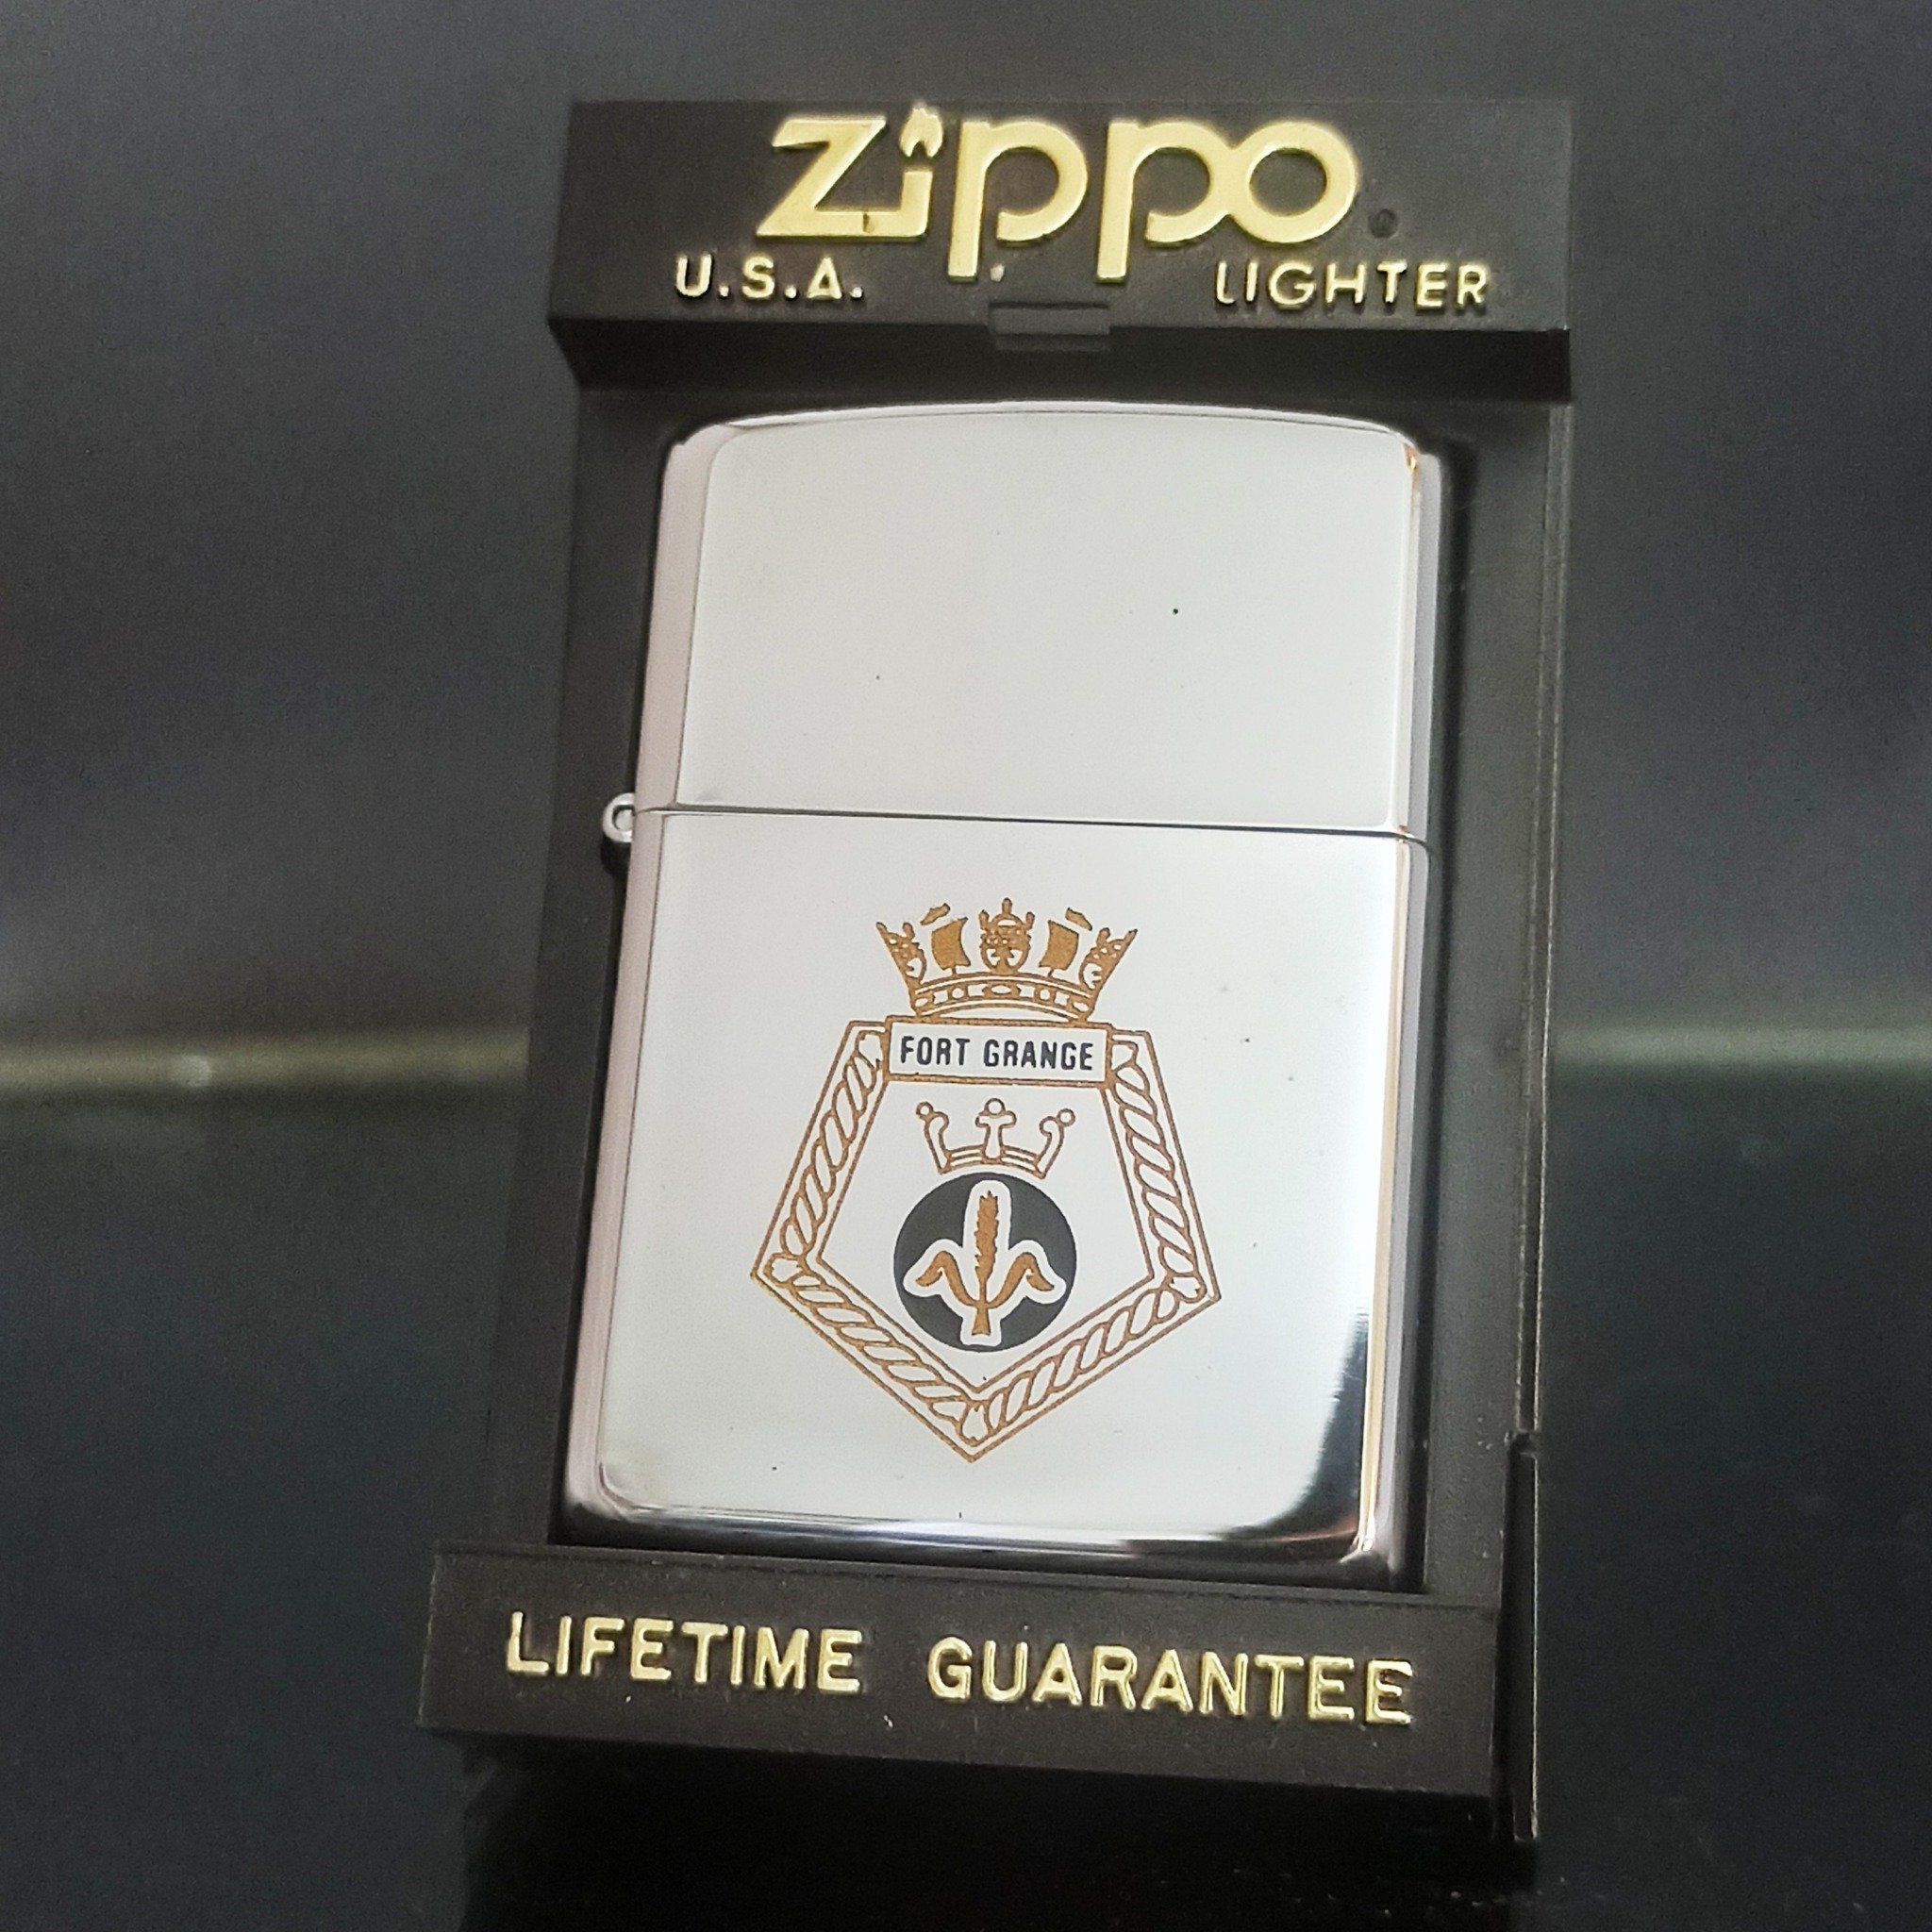 Zippo®
U.S.A. LIGHTER
FORT GRANGE
LIFETIME GUARANTEE